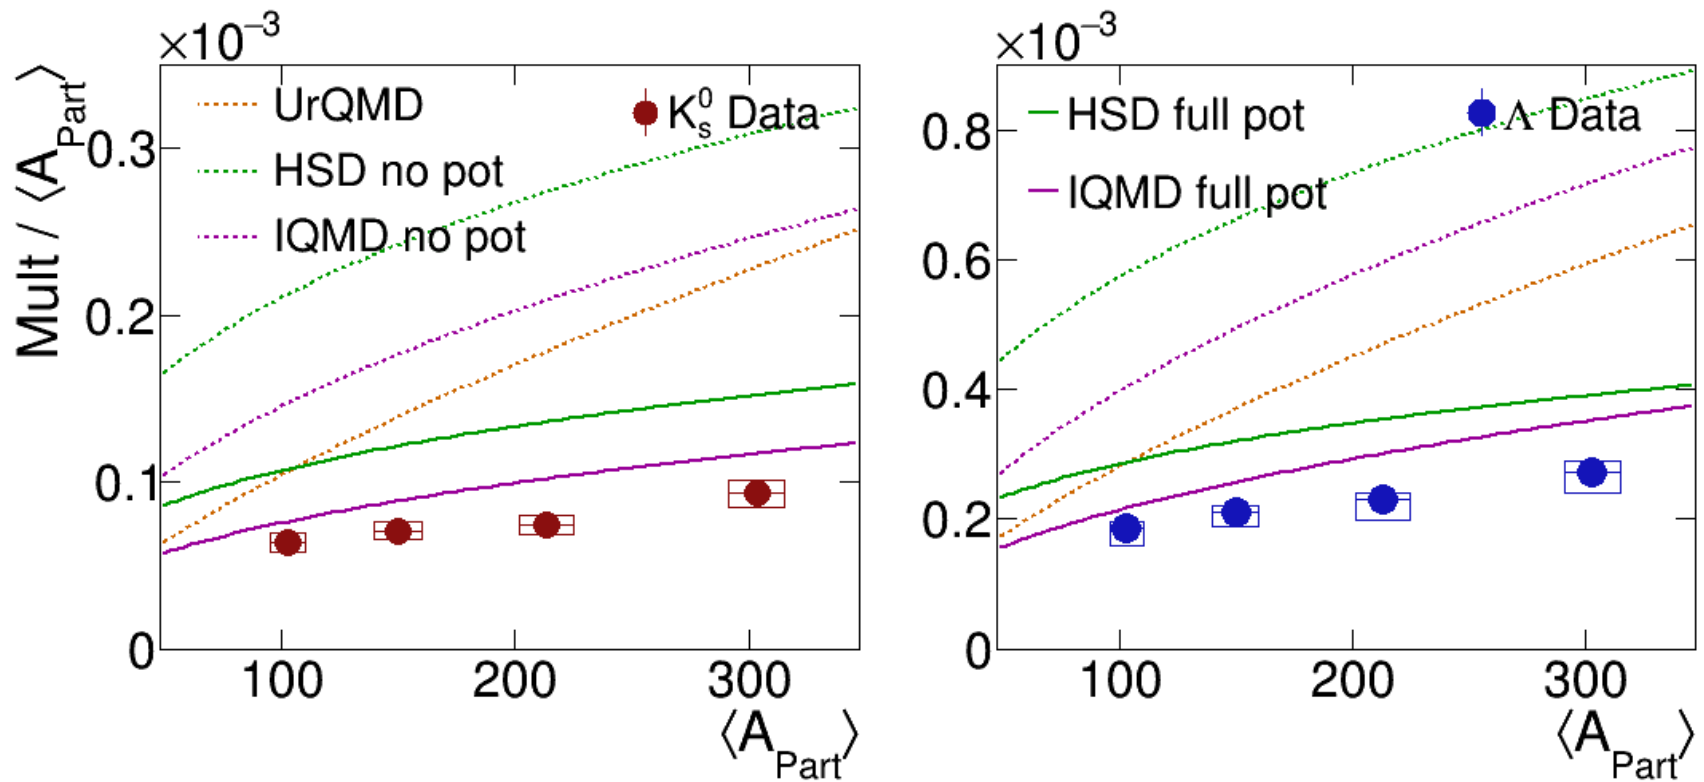 ×10⁻³
Mult / ⟨A_Part⟩
UrQMD
HSD no pot
IQMD no pot
K⁰_s Data
0.3
0.2
0.1
0
100 200 300
⟨A_Part⟩
×10⁻³
HSD full pot
IQMD full pot
Λ Data
0.8
0.6
0.4
0.2
0
100 200 300
⟨A_Part⟩